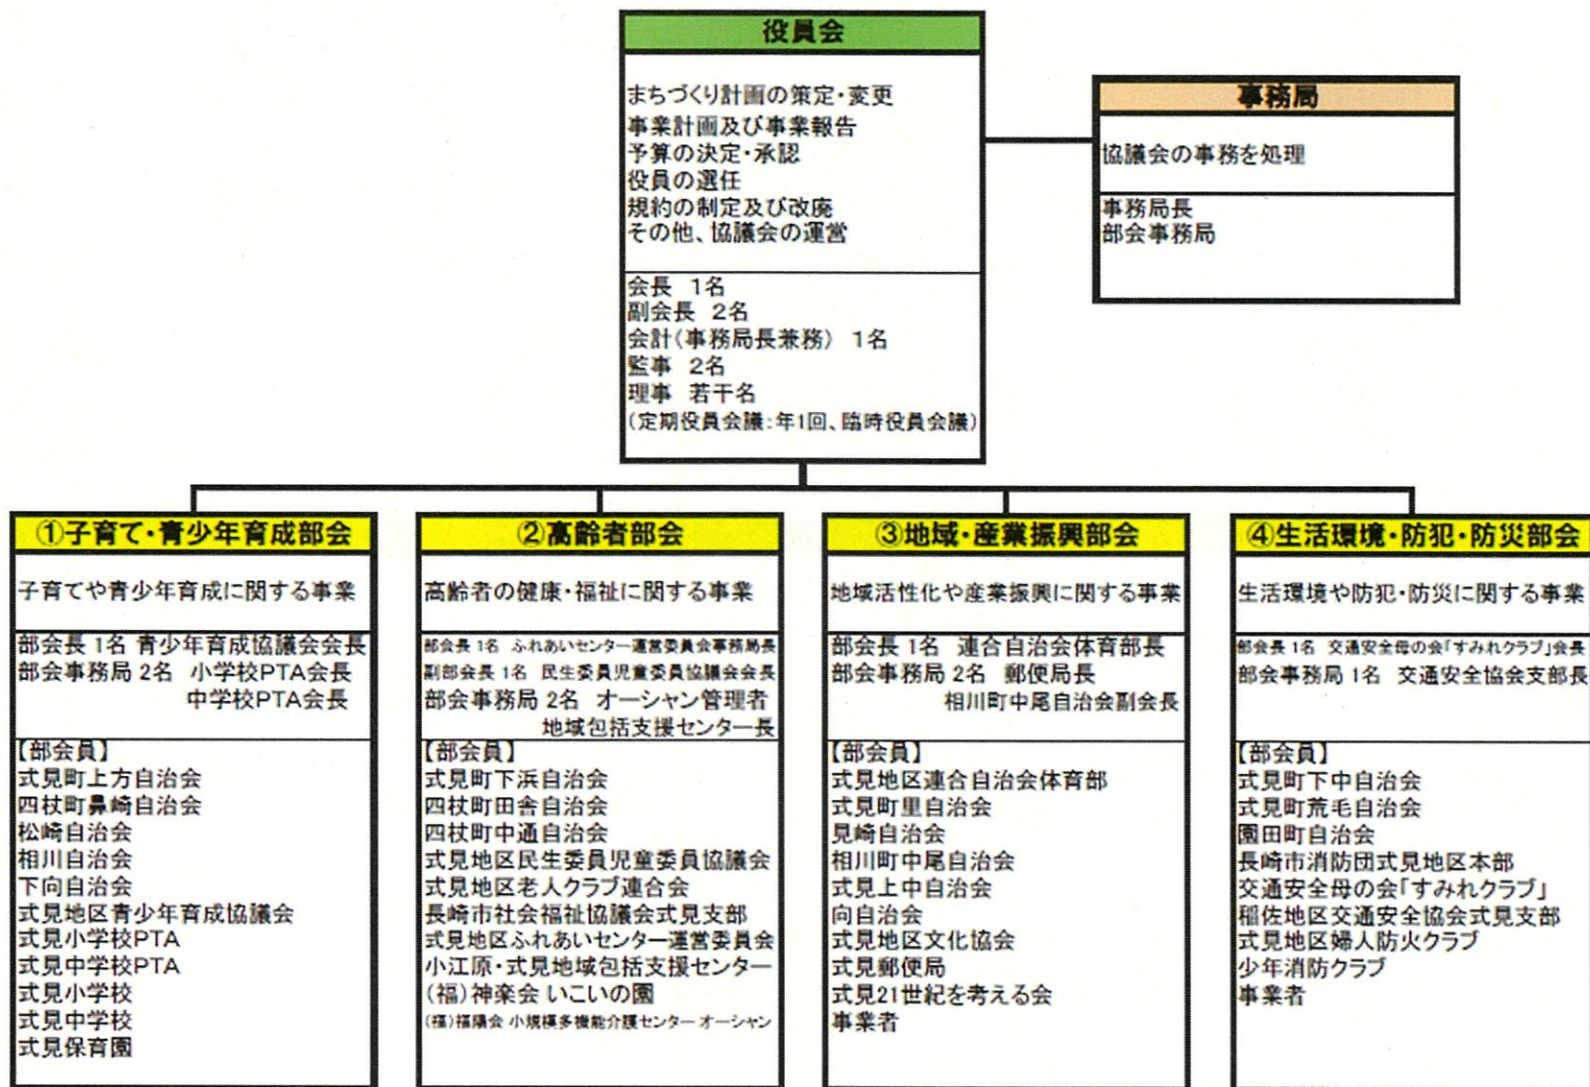 役員会
まちづくり計画の策定・変更
事業計画及び事業報告
予算の決定・承認
役員の選任
規約の制定及び改廃
その他、協議会の運営
会長 1名
副会長 2名
会計(事務局長兼務) 1名
監事 2名
理事 若干名
(定期役員会議:年1回、臨時役員会議)
事務局
協議会の事務を処理
事務局長
部会事務局
①子育て・青少年育成部会
子育てや青少年育成に関する事業
部会長 1名 青少年育成協議会会長
部会事務局 2名 小学校PTA会長
中学校PTA会長
【部会員】
式見町上方自治会
四杖町鼻崎自治会
松崎自治会
相川自治会
下向自治会
式見地区青少年育成協議会
式見小学校PTA
式見中学校PTA
式見小学校
式見中学校
式見保育園
②高齢者部会
高齢者の健康・福祉に関する事業
部会長 1名 ふれあいセンター運営委員会事務局長
副部会長 1名 民生委員児童委員協議会会長
部会事務局 2名 オーシャン管理者
地域包括支援センター長
【部会員】
式見町下浜自治会
四杖町田舎自治会
四杖町中通自治会
式見地区民生委員児童委員協議会
式見地区老人クラブ連合会
長崎市社会福祉協議会式見支部
式見地区ふれあいセンター運営委員会
小江原・式見地域包括支援センター
(福)神楽会 いこいの園
(福)福陽会 小規模多機能介護センター オーシャン
③地域・産業振興部会
地域活性化や産業振興に関する事業
部会長 1名 連合自治会体育部長
部会事務局 2名 郵便局長
相川町中尾自治会副会長
【部会員】
式見地区連合自治会体育部
式見町里自治会
見崎自治会
相川町中尾自治会
式見上中自治会
向自治会
式見地区文化協会
式見郵便局
式見21世紀を考える会
事業者
④生活環境・防犯・防災部会
生活環境や防犯・防災に関する事業
部会長 1名 交通安全母の会「すみれクラブ」会長
部会事務局 1名 交通安全協会支部長
【部会員】
式見町下中自治会
式見町荒毛自治会
園田町自治会
長崎市消防団式見地区本部
交通安全母の会「すみれクラブ」
稲佐地区交通安全協会式見支部
式見地区婦人防火クラブ
少年消防クラブ
事業者